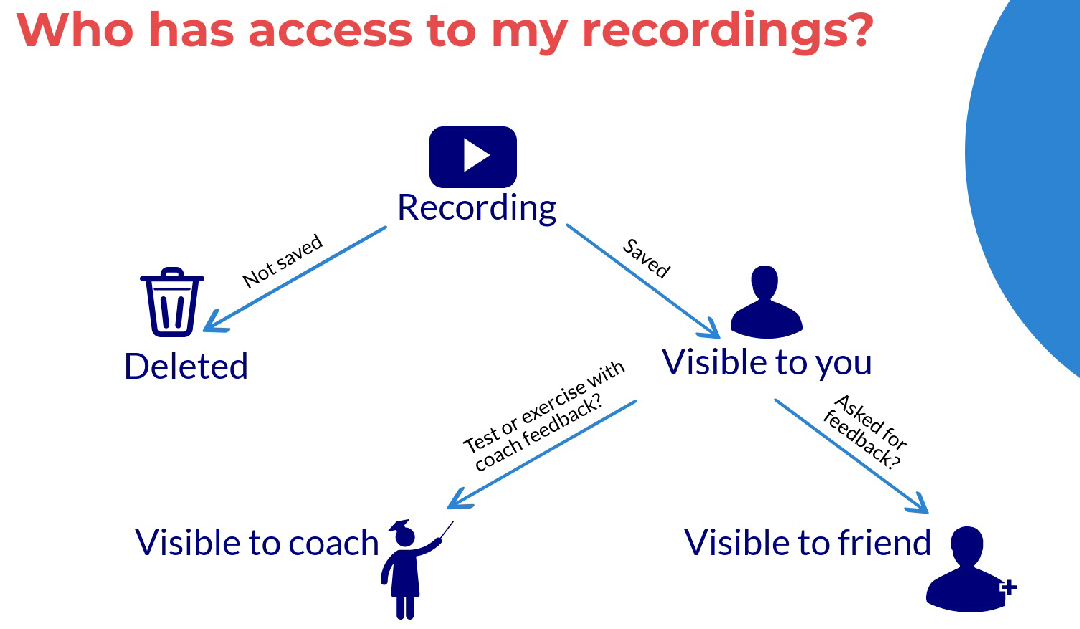 Who has access to my recordings?
Recording
Not saved
Saved
Deleted
Visible to you
Test or exercise with
coach feedback?
Asked for
feedback?
Visible to coach
Visible to friend